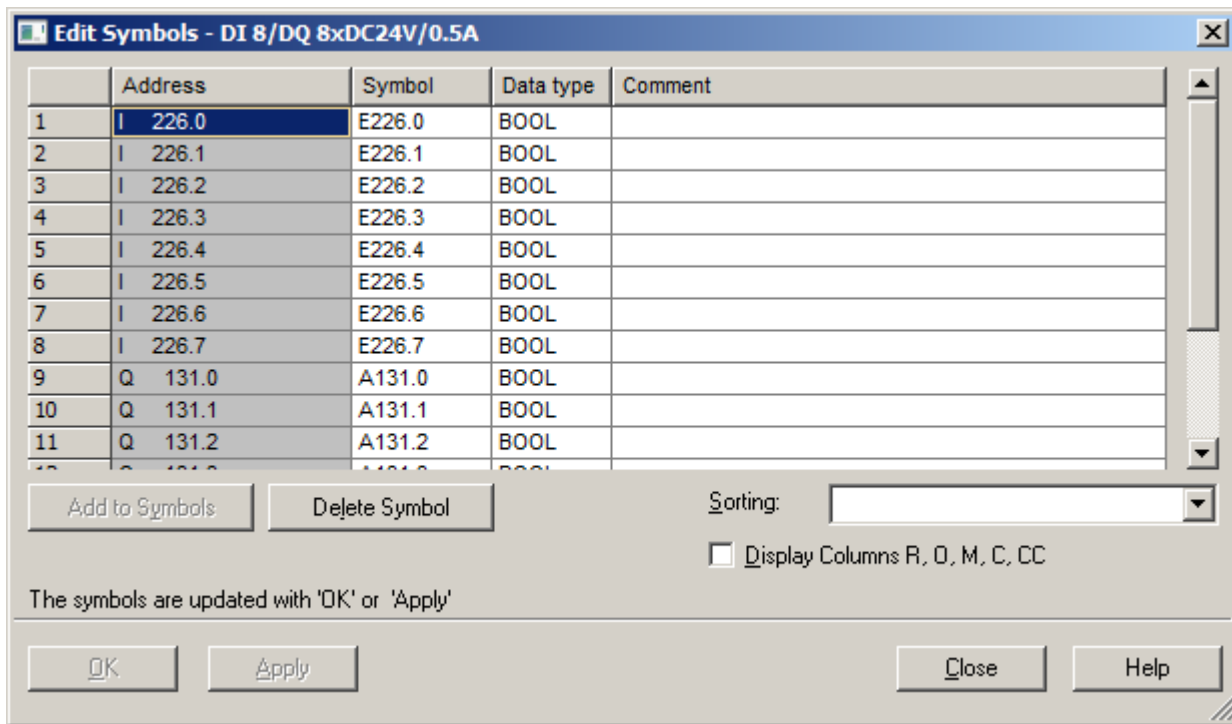 Edit Symbols - DI 8/DQ 8xDC24V/0.5A
Address Symbol Data type Comment
1 I 226.0 E226.0 BOOL
2 I 226.1 E226.1 BOOL
3 I 226.2 E226.2 BOOL
4 I 226.3 E226.3 BOOL
5 I 226.4 E226.4 BOOL
6 I 226.5 E226.5 BOOL
7 I 226.6 E226.6 BOOL
8 I 226.7 E226.7 BOOL
9 Q 131.0 A131.0 BOOL
10 Q 131.1 A131.1 BOOL
11 Q 131.2 A131.2 BOOL
Add to Symbols Delete Symbol Sorting:
Display Columns R, O, M, C, CC
The symbols are updated with 'OK' or 'Apply'
OK Apply Close Help